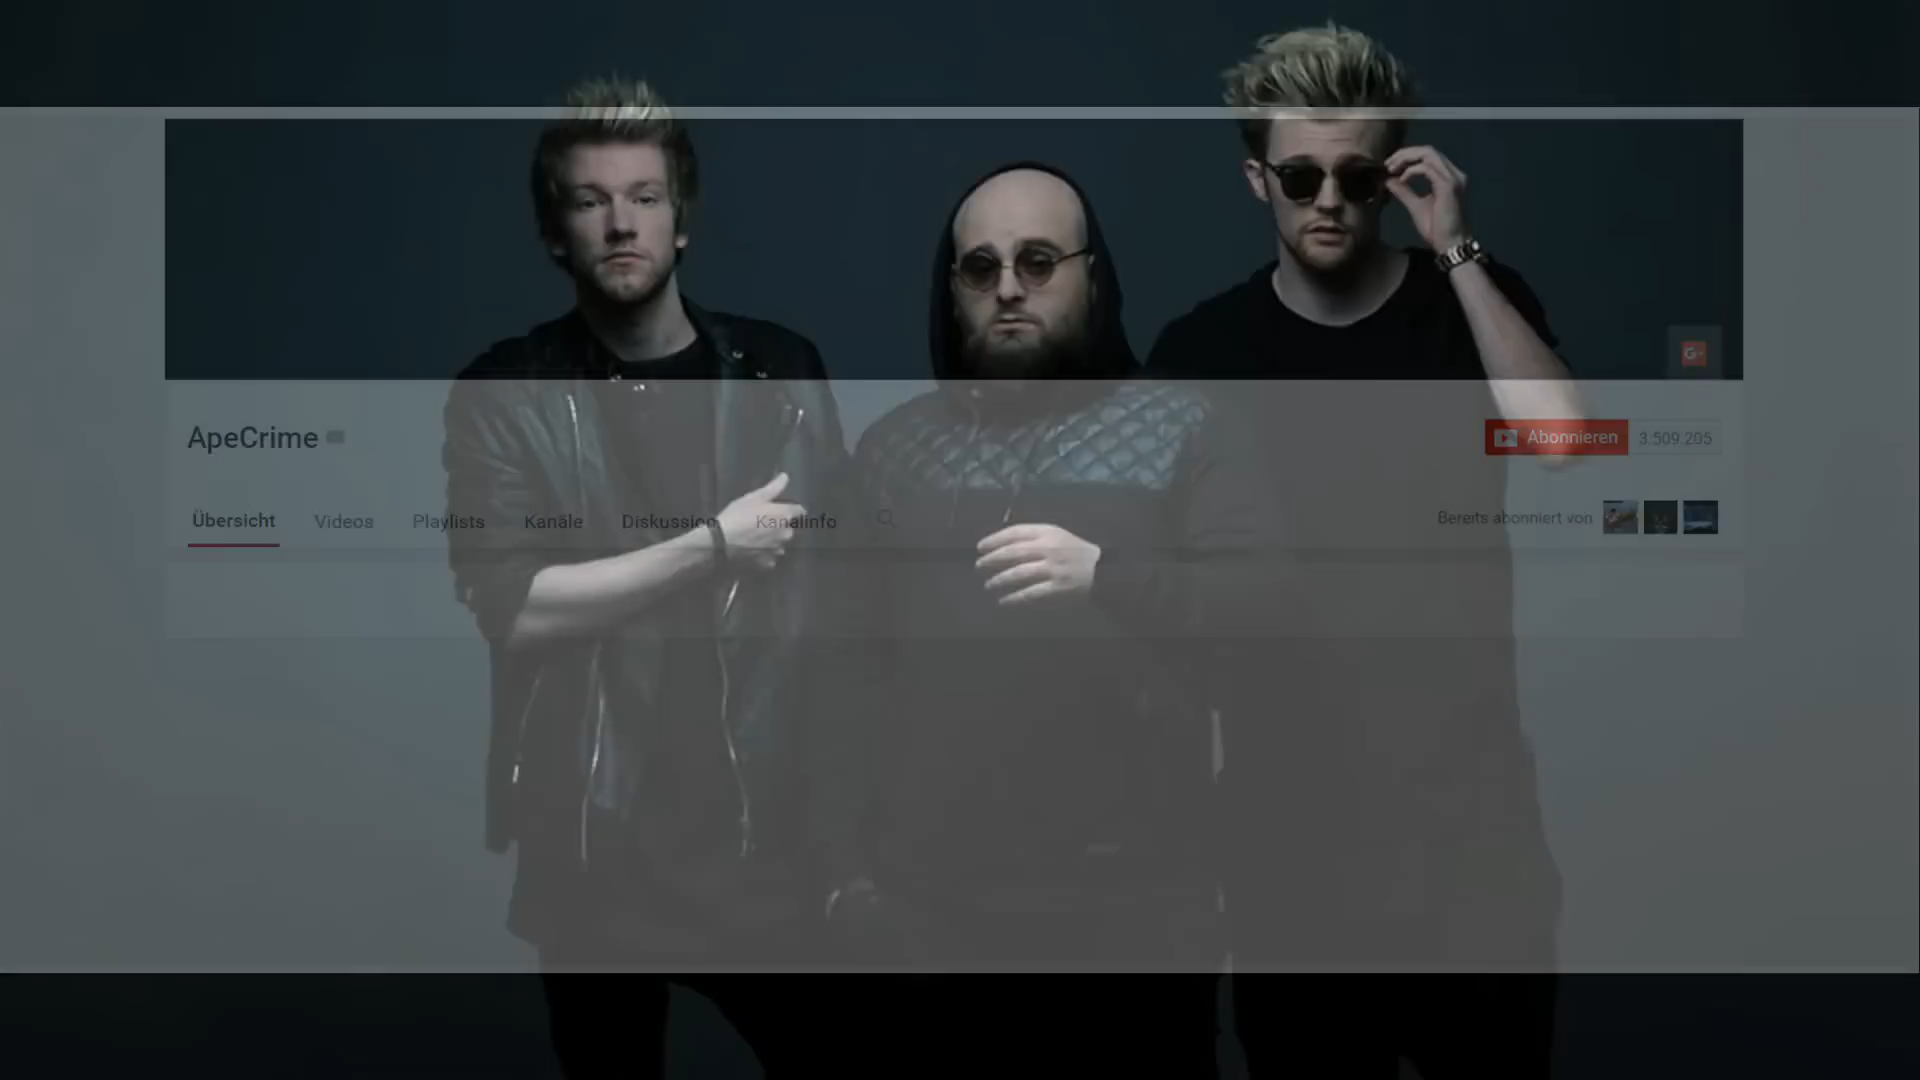 G+
ApeCrime
Abonnieren 3.509.205
Übersicht Videos Playlists Kanäle Diskussion Kanalinfo
Bereits abonniert von